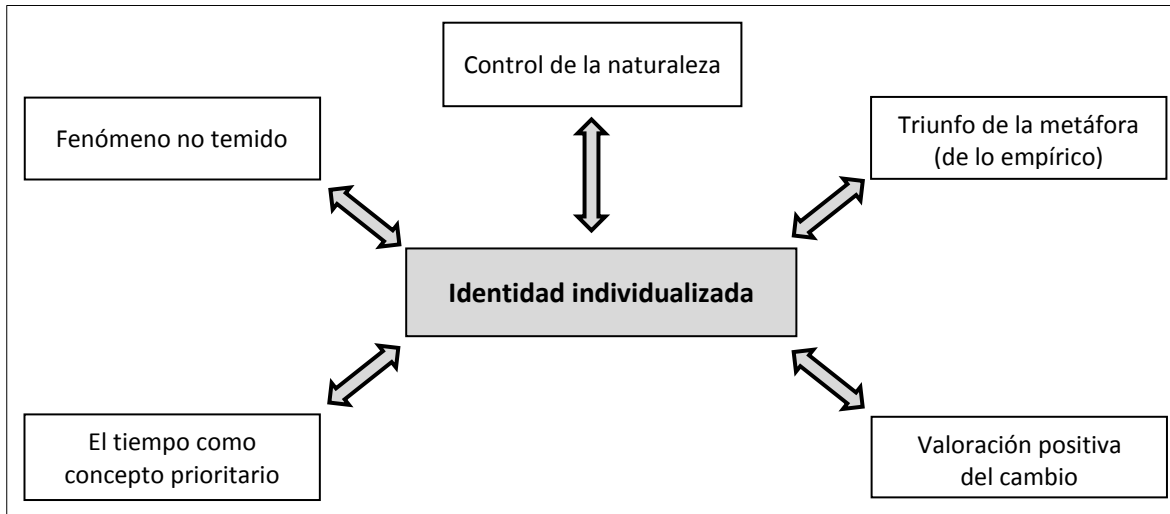 Control de la naturaleza
Fenómeno no temido
Triunfo de la metáfora
(de lo empírico)
Identidad individualizada
El tiempo como
concepto prioritario
Valoración positiva
del cambio